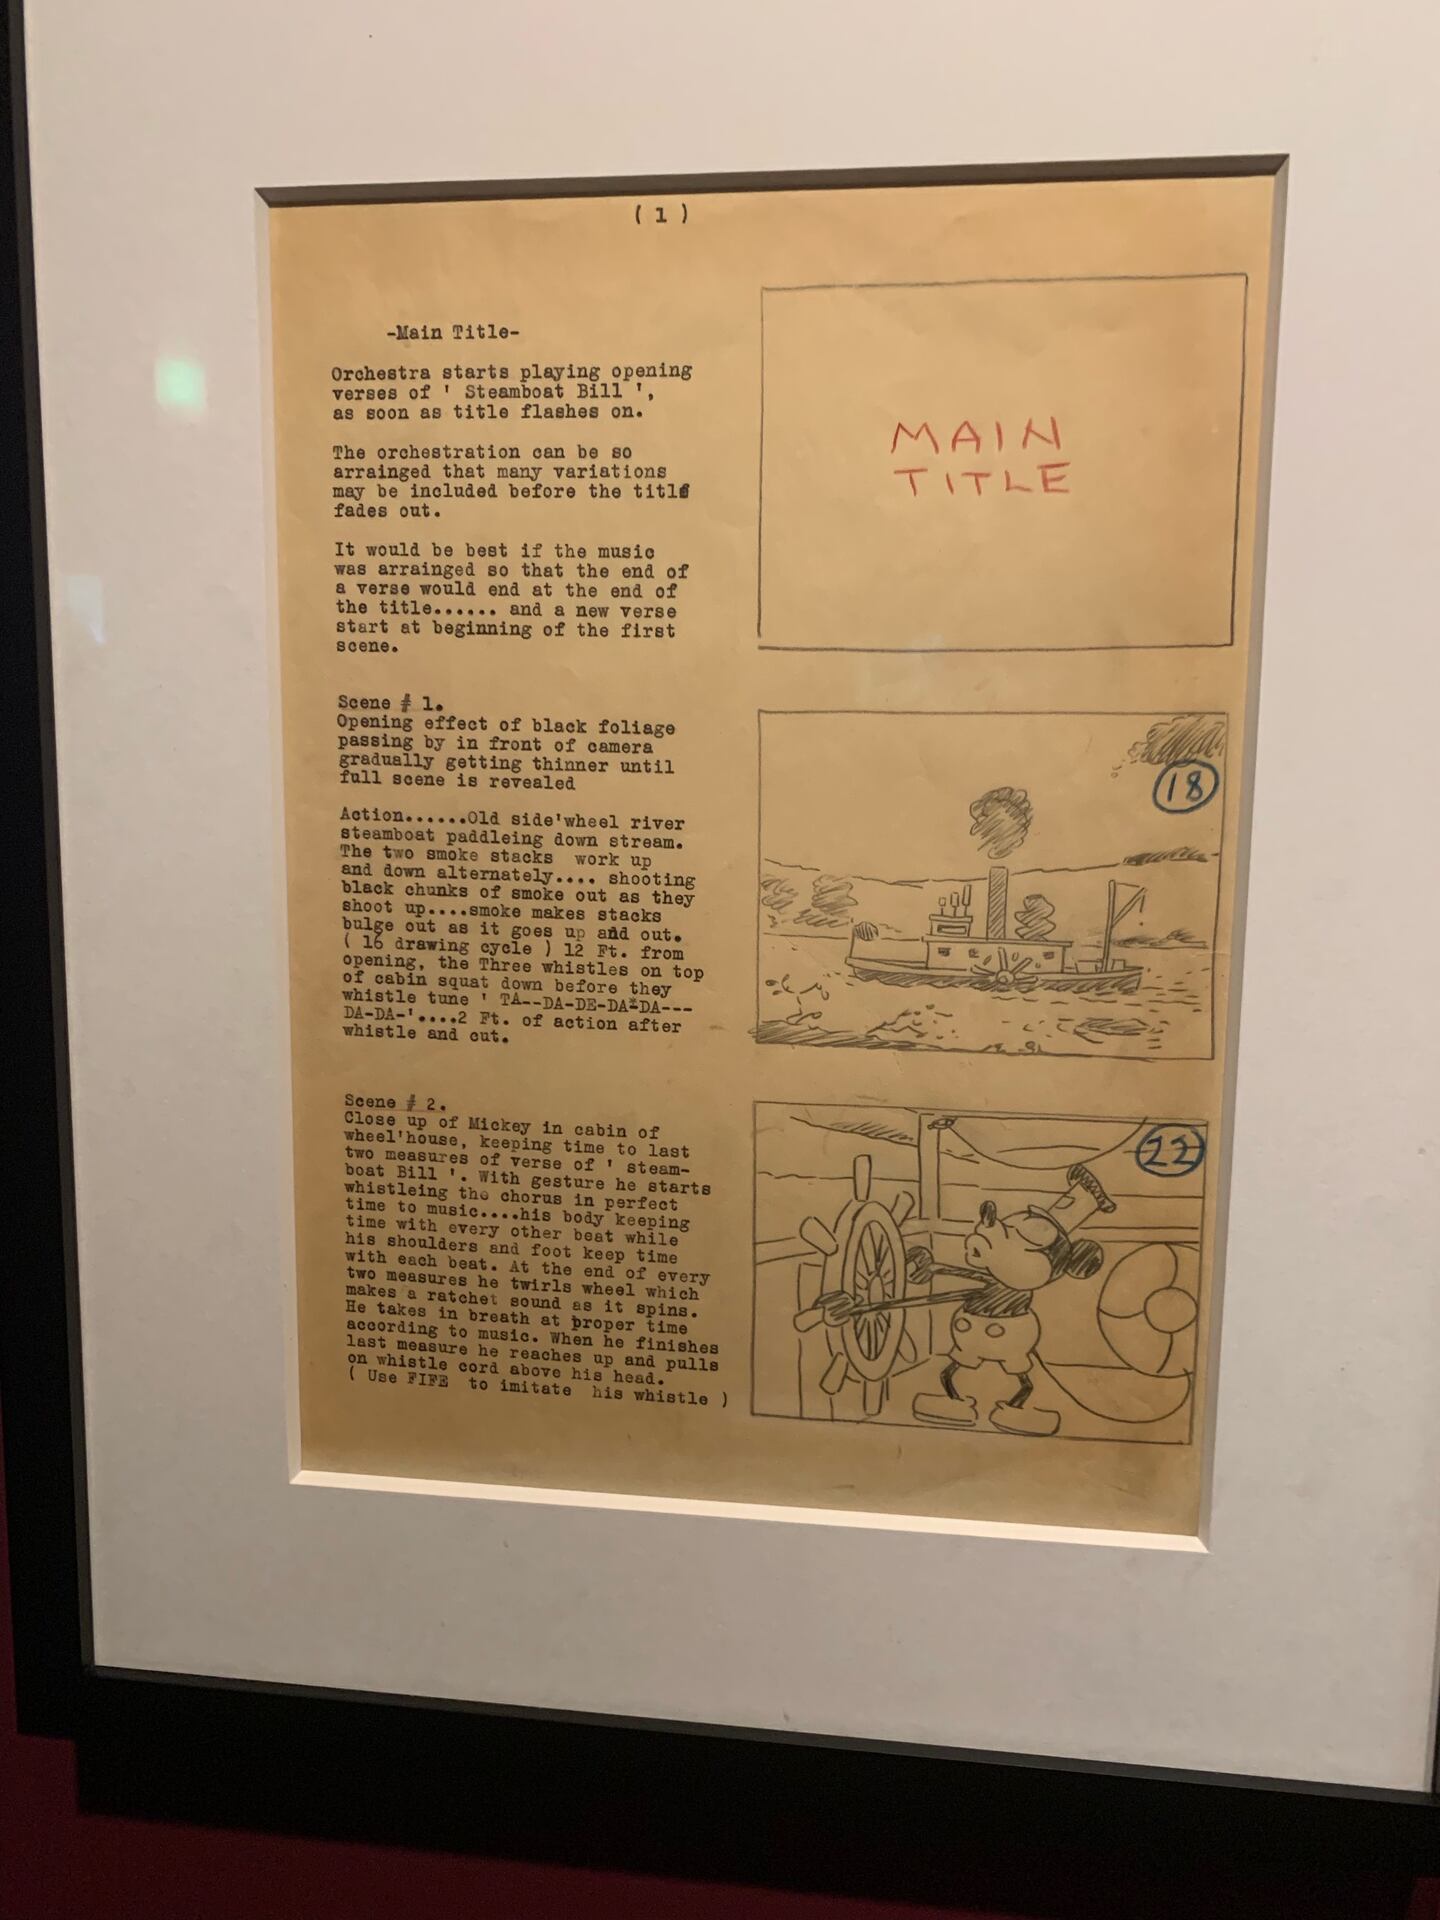 ( 1 )
-Main Title-
Orchestra starts playing opening
verses of ' Steamboat Bill ',
as soon as title flashes on.
The orchestration can be so
arrainged that many variations
may be included before the title
fades out.
It would be best if the music
was arrainged so that the end of
a verse would end at the end of
the title...... and a new verse
start at beginning of the first
scene.
MAIN
TITLE
Scene # 1.
Opening effect of black foliage
passing by in front of camera
gradually getting thinner until
full scene is revealed
Action......Old side'wheel river
steamboat paddleing down stream.
The two smoke stacks work up
and down alternately.... shooting
black chunks of smoke out as they
shoot up....smoke makes stacks
bulge out as it goes up and out.
( 16 drawing cycle ) 12 Ft. from
opening, the Three whistles on top
of cabin squat down before they
whistle tune ' TA--DA-DE-DA*DA---
DA-DA-'....2 Ft. of action after
whistle and cut.
18
Scene # 2.
Close up of Mickey in cabin of
wheel'house, keeping time to last
two measures of verse of ' steam-
boat Bill '. With gesture he starts
whistleing the chorus in perfect
time to music....his body keeping
time with every other beat while
his shoulders and foot keep time
with each beat. At the end of every
two measures he twirls wheel which
makes a ratchet sound as it spins.
He takes in breath at proper time
according to music. When he finishes
last measure he reaches up and pulls
on whistle cord above his head.
( Use FIFE to imitate his whistle )
22